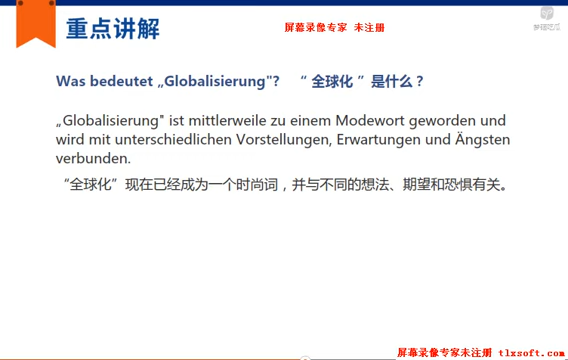 重点讲解
屏幕录像专家 未注册
Was bedeutet „Globalisierung"? “ 全球化 ” 是什么？
„Globalisierung" ist mittlerweile zu einem Modewort geworden und
wird mit unterschiedlichen Vorstellungen, Erwartungen und Ängsten
verbunden.
“全球化”现在已经成为一个时尚词，并与不同的想法、期望和恐惧有关。
屏幕录像专家未注册 tlxsoft.com